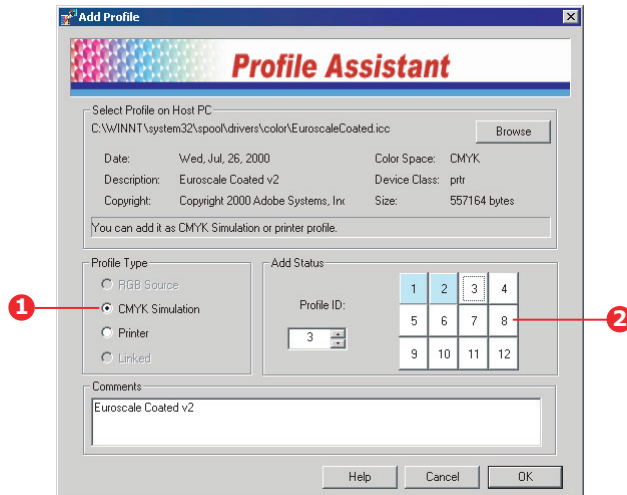 Add Profile
Profile Assistant
Select Profile on Host PC
C:\WINNT\system32\spool\drivers\color\EuroscaleCoated.icc
Browse
Date: Wed, Jul, 26, 2000 Color Space: CMYK
Description: Euroscale Coated v2 Device Class: prtr
Copyright: Copyright 2000 Adobe Systems, Inc Size: 557164 bytes
You can add it as CMYK Simulation or printer profile.
Profile Type
RGB Source
1 CMYK Simulation
Printer
Linked
Add Status
Profile ID:
3
1 2 3 4
5 6 7 8 2
9 10 11 12
Comments
Euroscale Coated v2
Help Cancel OK